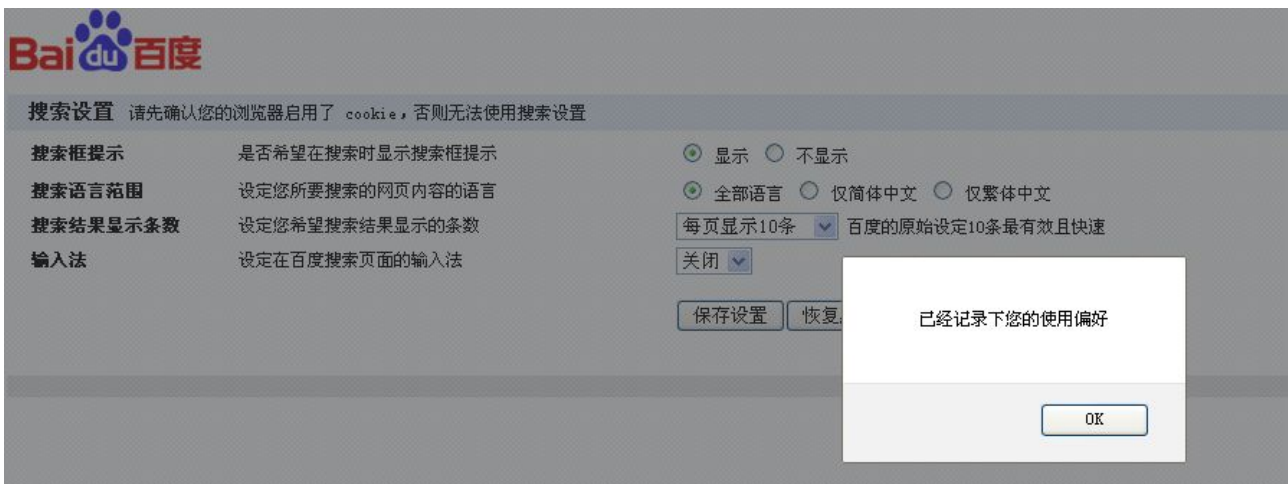 Baidu百度
搜索设置 请先确认您的浏览器启用了 cookie，否则无法使用搜索设置
搜索框提示 是否希望在搜索时显示搜索框提示 显示 不显示
搜索语言范围 设定您所要搜索的网页内容的语言 全部语言 仅简体中文 仅繁体中文
搜索结果显示条数 设定您希望搜索结果显示的条数 每页显示10条 百度的原始设定10条最有效且快速
输入法 设定在百度搜索页面的输入法 关闭
保存设置 恢复
已经记录下您的使用偏好
OK